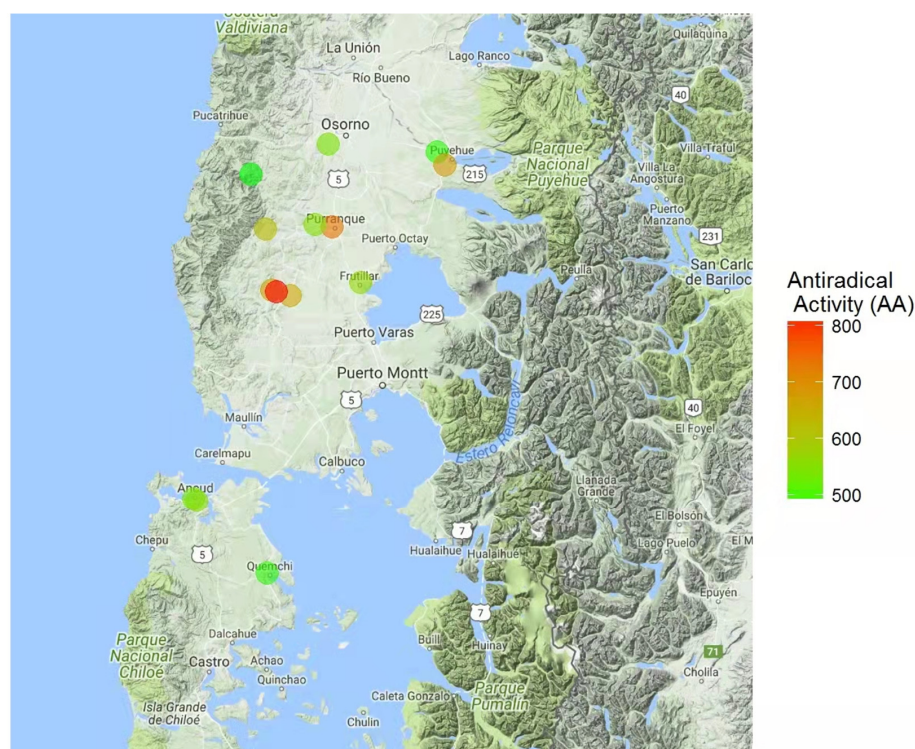 Costera
Valdiviana
Quilaquina
La Unión
Lago Ranco
Río Bueno
40
Pucatrihue
Osorno
Puyehue
Parque
Nacional
Puyehue
Villa Traful
215
5
Villa La
Angostura
Puerto
Manzano
Purranque
Puerto Octay
231
Frutillar
Peulla
San Carlo
de Bariloc
Antiradical
Activity (AA)
800
700
600
500
225
Puerto Varas
Puerto Montt
5
40
Maullín
El Foyel
Estero Reloncaví
Carelmapu
Calbuco
Llanada
Grande
Ancud
El Bolsón
7
Chepu
5
Hualaihue
Hualaihue
Lago Puelo
El M
Quemchi
Epuyén
7
Parque
Nacional
Chiloé
Dalcahue
Buill
Huinay
71
Castro
Achao
Quinchao
Cholila
Caleta Gonzalo
Parque
Pumalín
Isla Grande
de Chiloé
Chulin